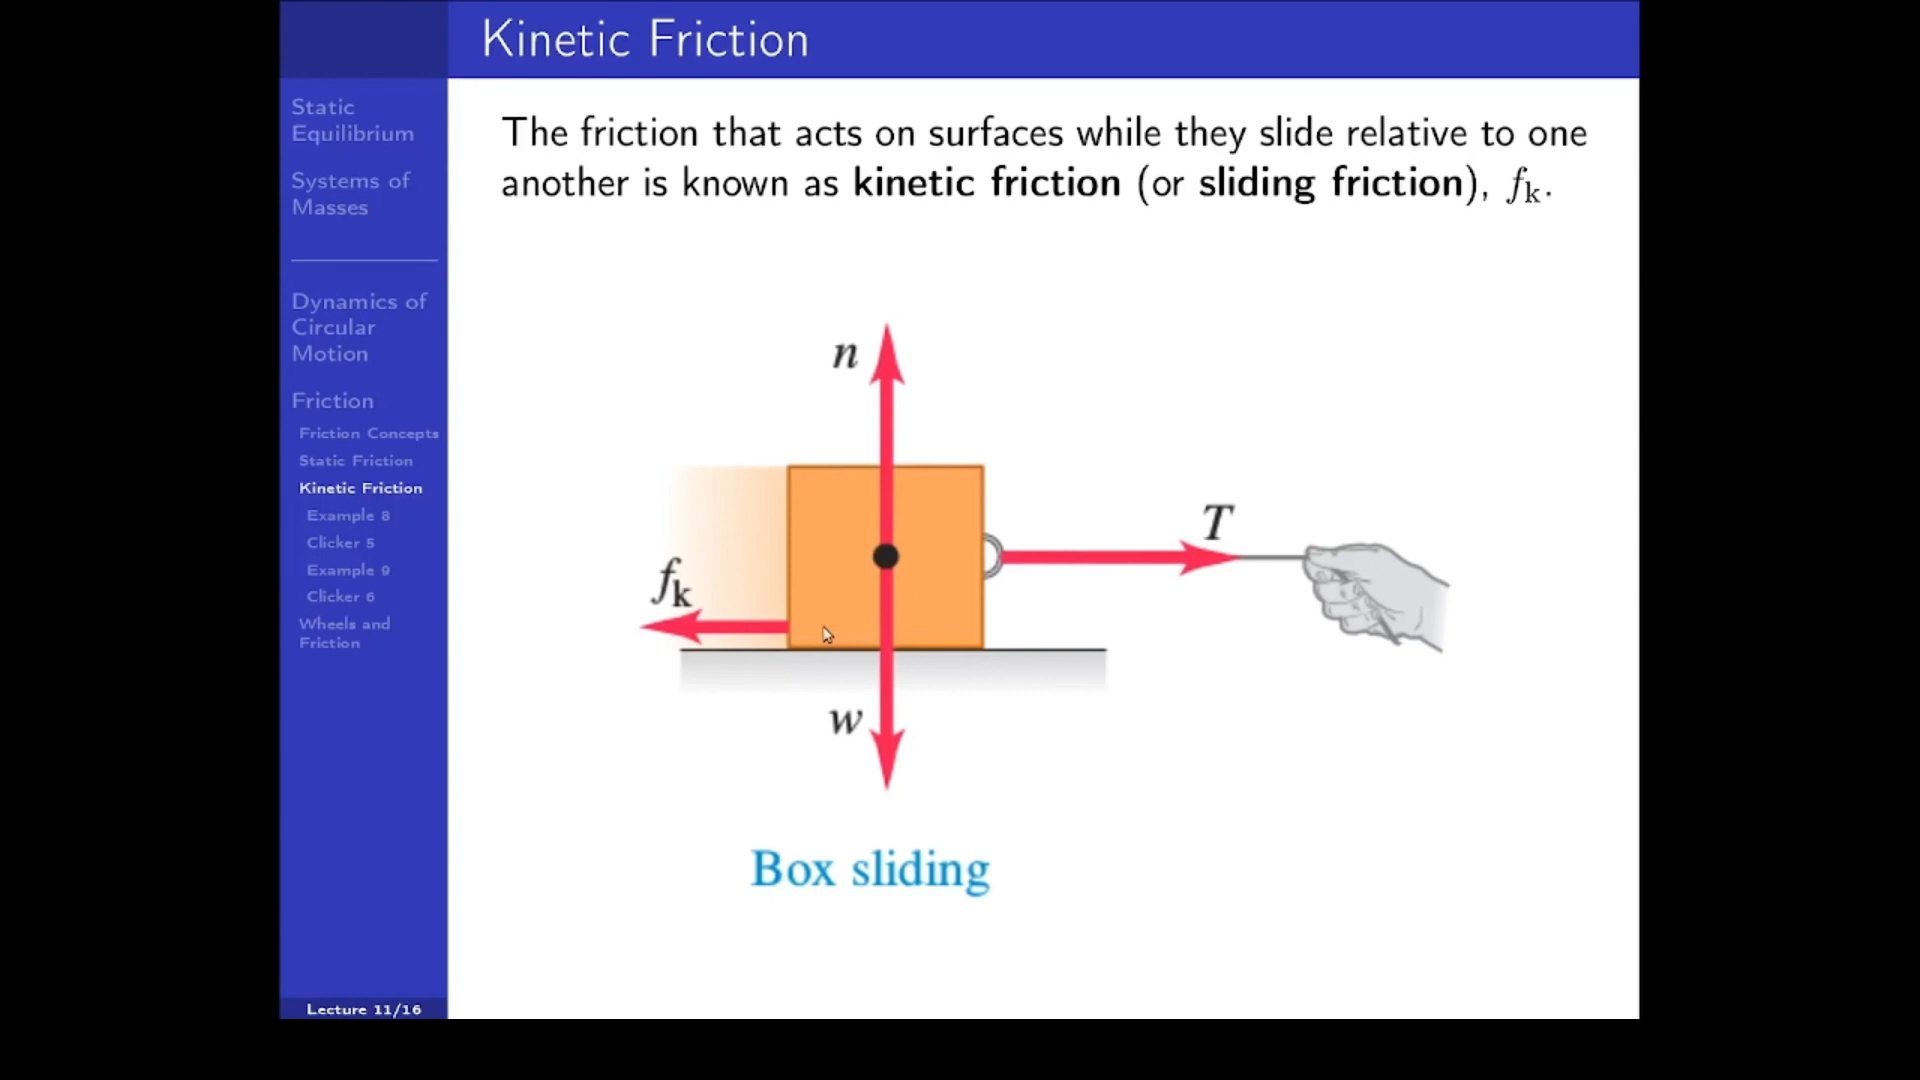 Kinetic Friction
Static
Equilibrium
Systems of
Masses
Dynamics of
Circular
Motion
Friction
Friction Concepts
Static Friction
Kinetic Friction
Example 8
Clicker 5
Example 9
Clicker 6
Wheels and
Friction
Lecture 11/16
The friction that acts on surfaces while they slide relative to one
another is known as kinetic friction (or sliding friction), fk.
n
T
fk
w
Box sliding